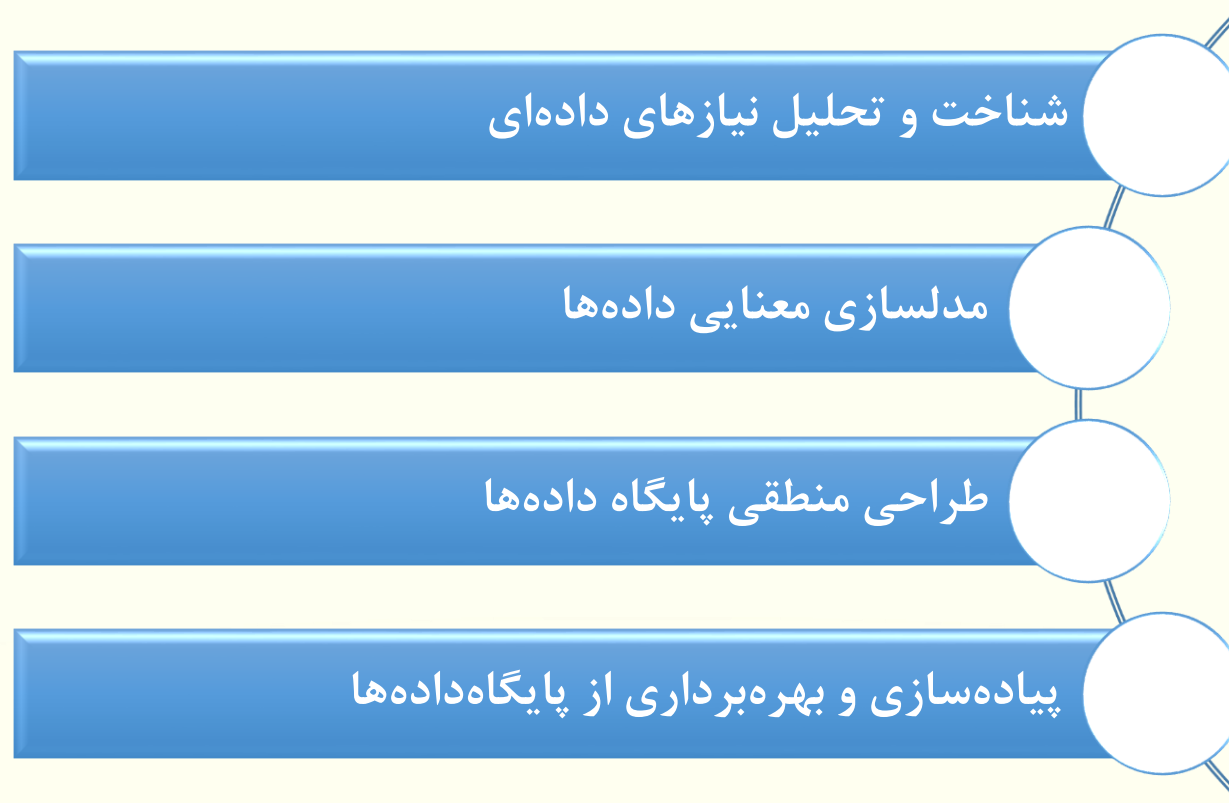 شناخت و تحلیل نیازهای داده‌ای
مدلسازی معنایی داده‌ها
طراحی منطقی پایگاه داده‌ها
پیاده‌سازی و بهره‌برداری از پایگاه‌داده‌ها